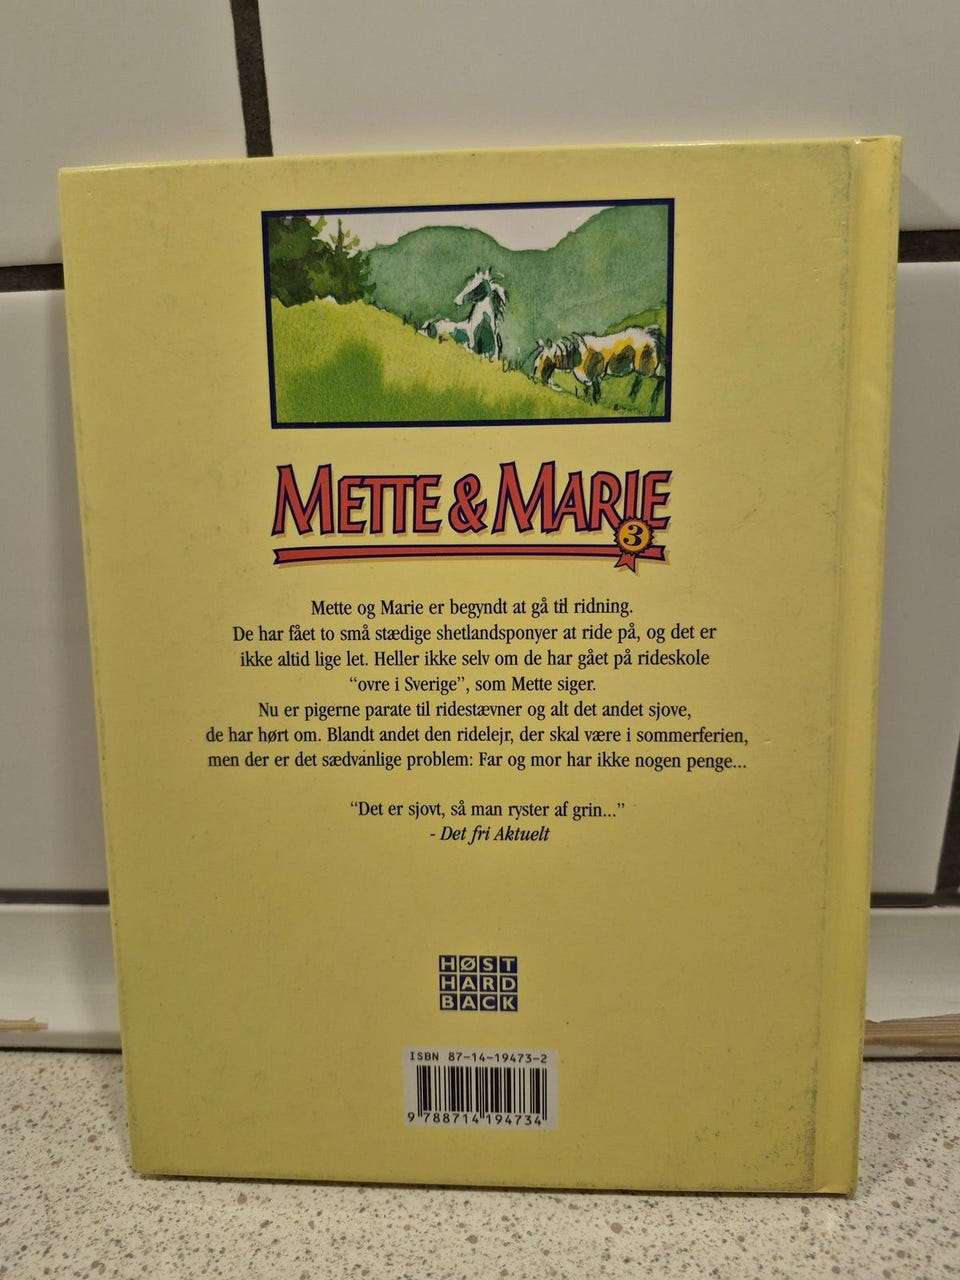 METTE & MARIE
3
Mette og Marie er begyndt at gå til ridning.
De har fået to små stædige shetlandsponyer at ride på, og det er
ikke altid lige let. Heller ikke selv om de har gået på rideskole
“ovre i Sverige”, som Mette siger.
Nu er pigerne parate til ridestævner og alt det andet sjove,
de har hørt om. Blandt andet den ridelejr, der skal være i sommerferien,
men der er det sædvanlige problem: Far og mor har ikke nogen penge...
“Det er sjovt, så man ryster af grin...”
- Det fri Aktuelt
HØST
HARD
BACK
ISBN 87-14-19473-2
9 788714 194734